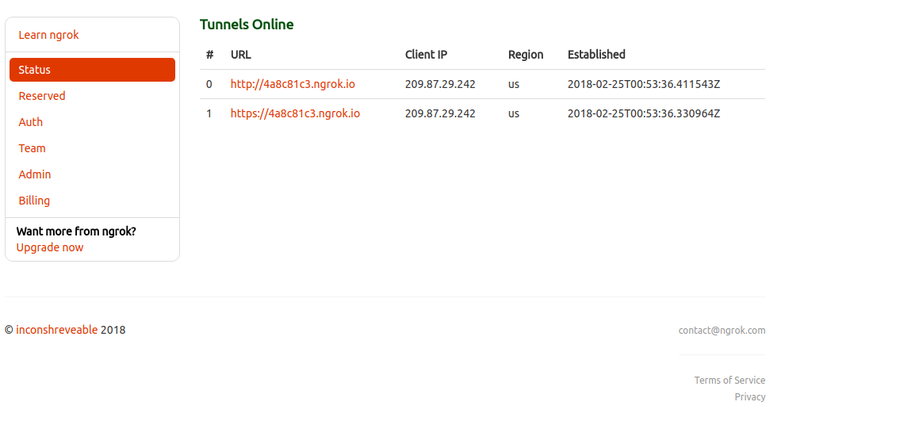 Learn ngrok
Status
Reserved
Auth
Team
Admin
Billing
Want more from ngrok?
Upgrade now
Tunnels Online
# URL Client IP Region Established
0 http://4a8c81c3.ngrok.io 209.87.29.242 us 2018-02-25T00:53:36.411543Z
1 https://4a8c81c3.ngrok.io 209.87.29.242 us 2018-02-25T00:53:36.330964Z
© inconshreveable 2018
contact@ngrok.com
Terms of Service
Privacy